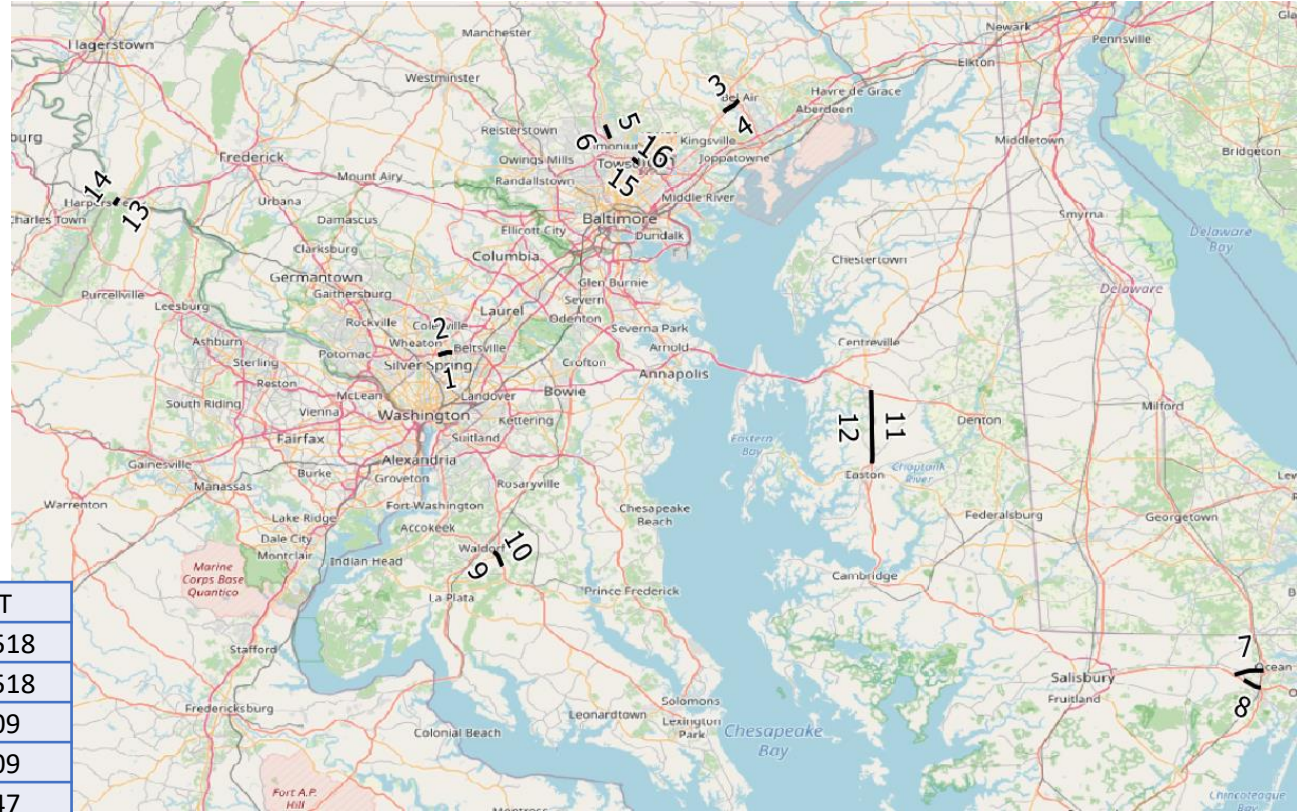 Manchester
Newark
Pennsville
Hagerstown
Elkton
Westminster
3
Bel Air
Havre de Grace
Aberdeen
4
5
6
Reisterstown
Kingsville
Middletown
Bridgeton
16
Owings Mills
Joppatowne
Frederick
Mount Airy
Randallstown
15
Middle River
14
Urbana
13
Charles Town
Baltimore
Smyrna
Damascus
Ellicott City
Dundalk
Delaware
Bay
Clarksburg
Columbia
Chestertown
Germantown
Glen Burnie
Delaware
Purcellville
Gaithersburg
Severn
Leesburg
Laurel
Odenton
Rockville
2
Severna Park
Ashburn
Wheaton
Beltsville
Arnold
Centreville
Sterling
Potomac
Silver Spring
Crofton
Annapolis
Reston
McLean
1
Landover
Bowie
South Riding
Vienna
Washington
Kettering
12
11
Denton
Milford
Fairfax
Suitland
Eastern
Bay
Gainesville
Alexandria
Easton
Choptank
River
Burke
Groveton
Rosaryville
Manassas
Warrenton
Fort Washington
Chesapeake
Beach
Federalsburg
Georgetown
Lake Ridge
Accokeek
Dale City
Waldorf
10
Montclair
Indian Head
9
Marine
Corps Base
Quantico
Cambridge
La Plata
Prince Frederick
T
518
518
09
09
47
Stafford
7
Salisbury
Ocean
Fruitland
8
Fredericksburg
Solomons
Leonardtown
Lexington
Park
Colonial Beach
Chesapeake
Bay
Fort A.P.
Hill
Chincoteague
Bay
Montross